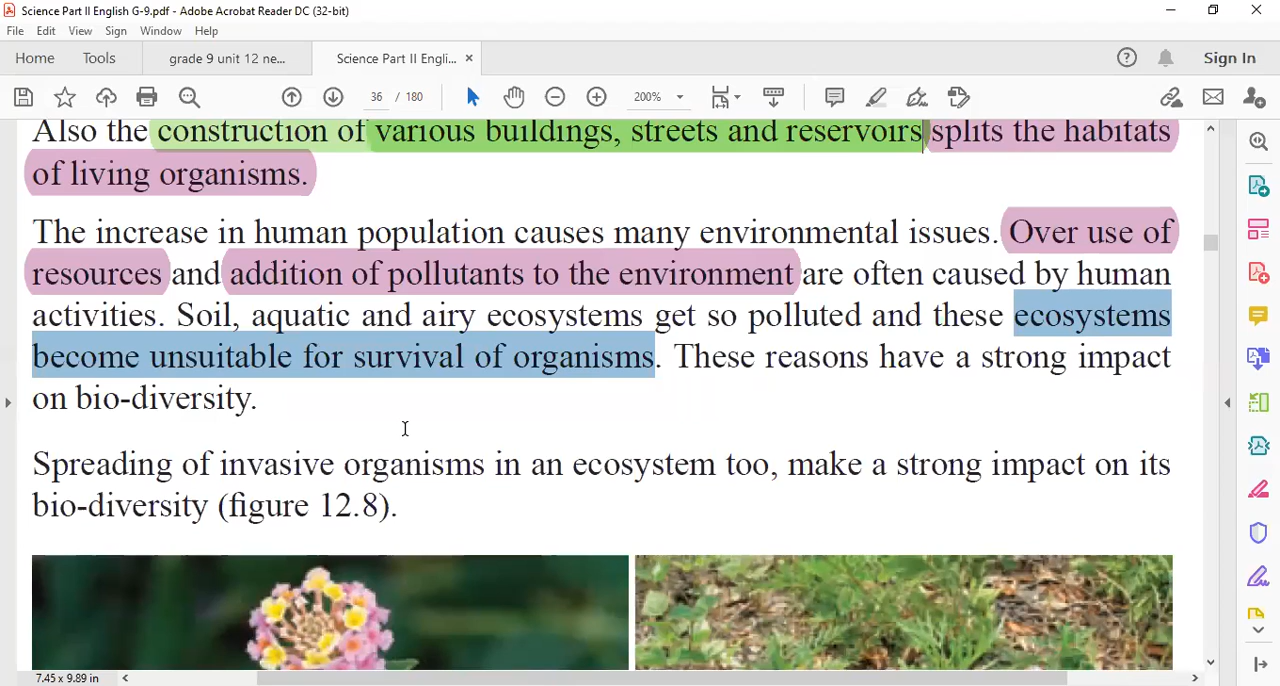 Science Part II English G-9.pdf - Adobe Acrobat Reader DC (32-bit)
File Edit View Sign Window Help
Home Tools grade 9 unit 12 ne... Science Part II Engli... × Sign In
36 / 180 200%
Also the construction of various buildings, streets and reservoirs splits the habitats
of living organisms.
The increase in human population causes many environmental issues. Over use of
resources and addition of pollutants to the environment are often caused by human
activities. Soil, aquatic and airy ecosystems get so polluted and these ecosystems
become unsuitable for survival of organisms. These reasons have a strong impact
on bio-diversity.
Spreading of invasive organisms in an ecosystem too, make a strong impact on its
bio-diversity (figure 12.8).
7.45 x 9.89 in